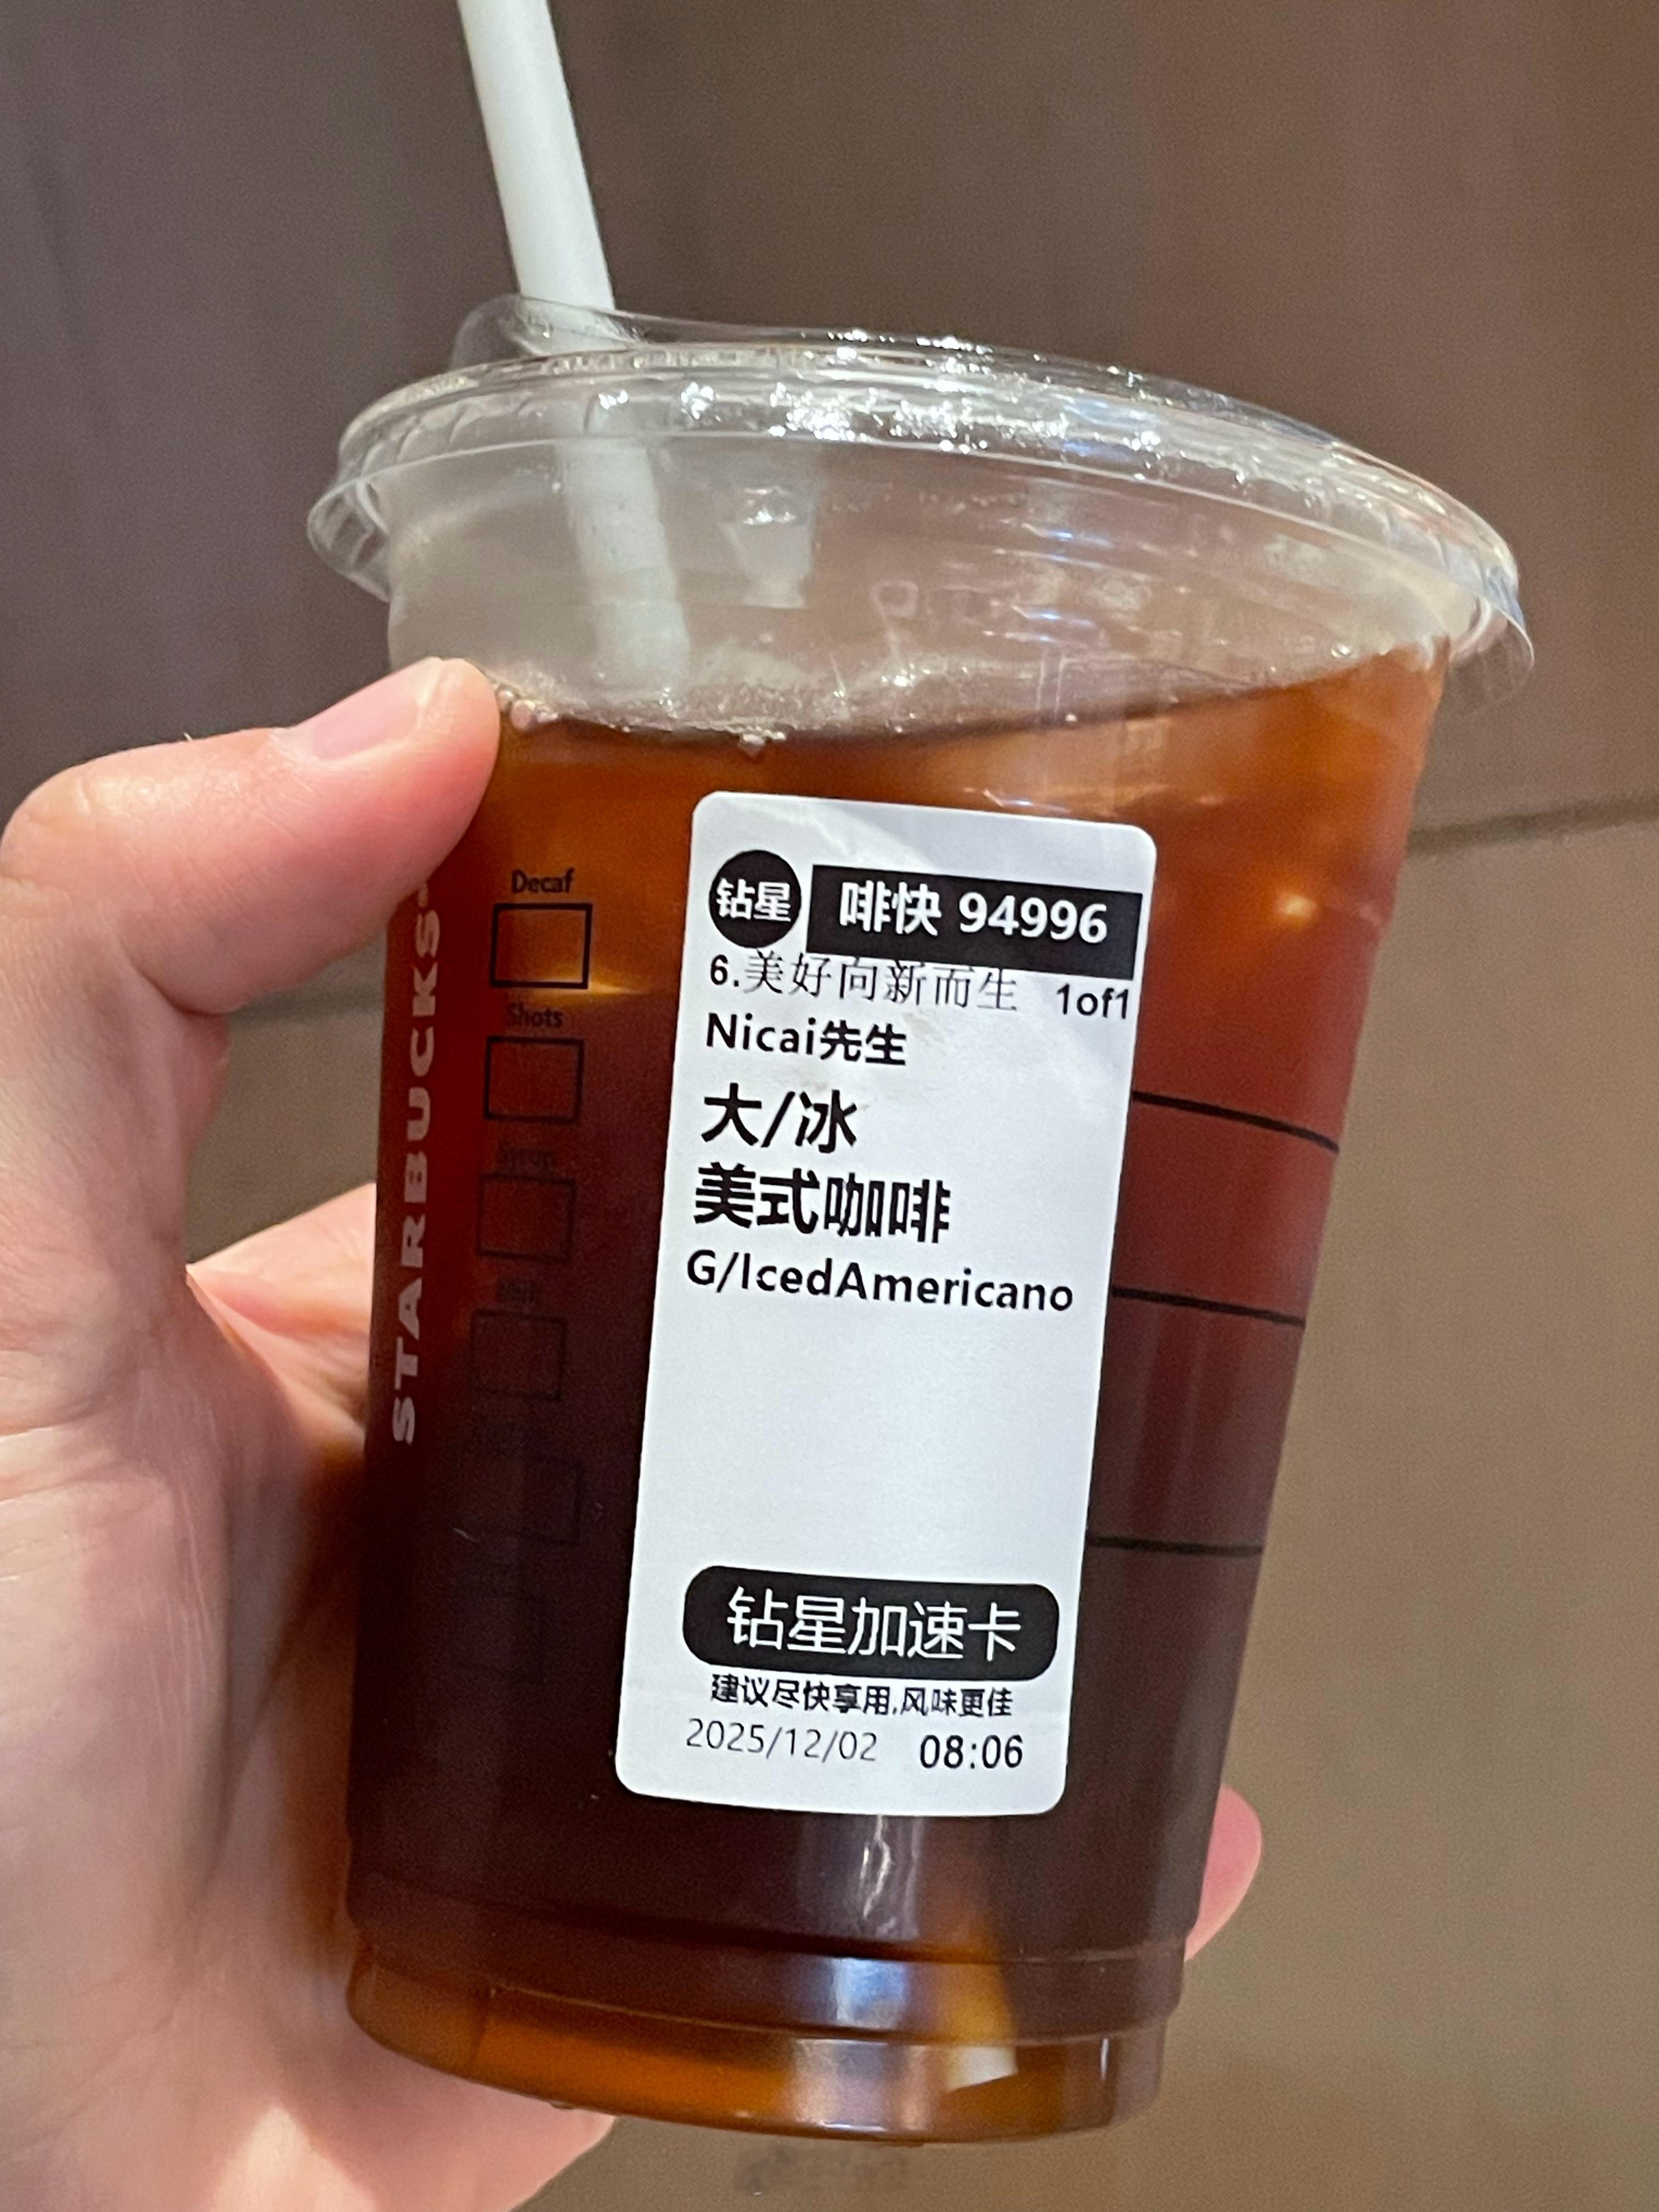 STARBUCKS
Decaf
Shots
Syrup
Milk
钻星
啡快 94996
6.美好向新而生 1of1
Nicai先生
大/冰
美式咖啡
G/IcedAmericano
钻星加速卡
建议尽快享用,风味更佳
2025/12/02 08:06